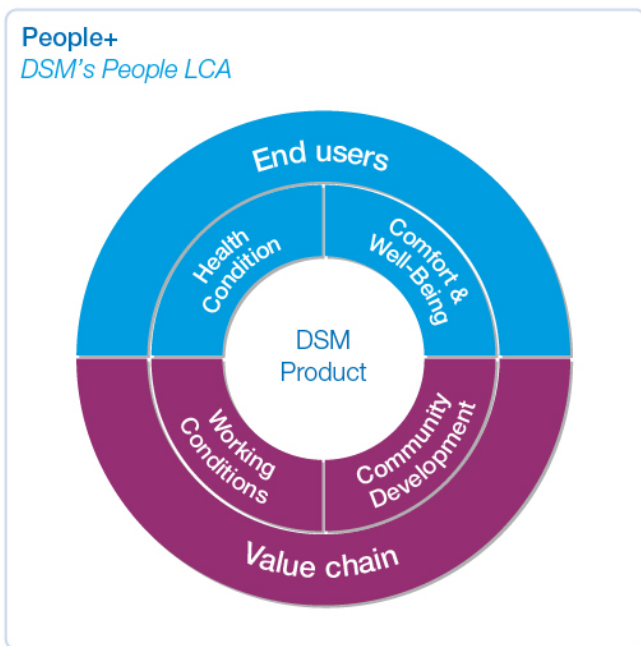 People+
DSM's People LCA
End users
Health
Condition
Comfort &
Well-Being
DSM
Product
Working
Conditions
Community
Development
Value chain